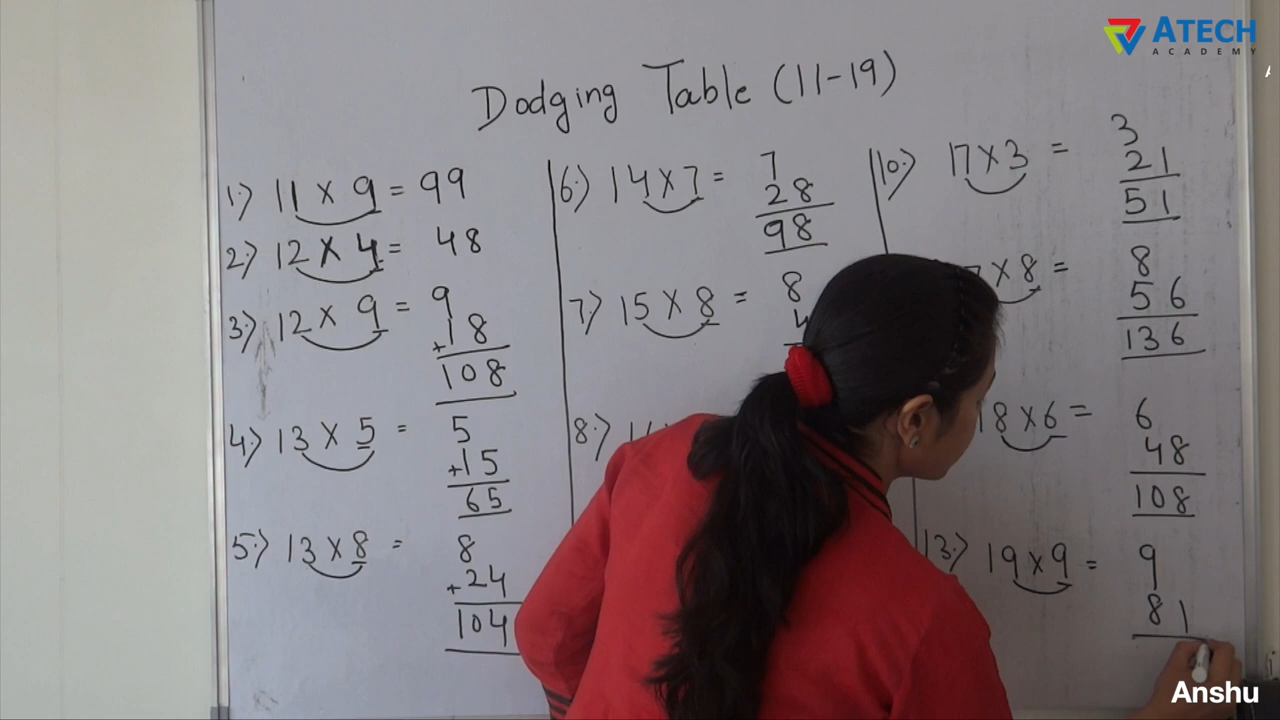 ATECH
ACADEMY
Dodging Table (11-19)
1.) 11 × 9 = 99
2.) 12 × 4 = 48
3.) 12 × 9 = 9
+18
108
4.) 13 × 5 = 5
+15
65
5.) 13 × 8 = 8
+24
104
6.) 14 × 7 = 7
28
98
7.) 15 × 8 = 8
4
8.)
10.) 17 × 3 = 3
21
51
× 8 = 8
56
136
18 × 6 = 6
48
108
13.) 19 × 9 = 9
81
Anshu